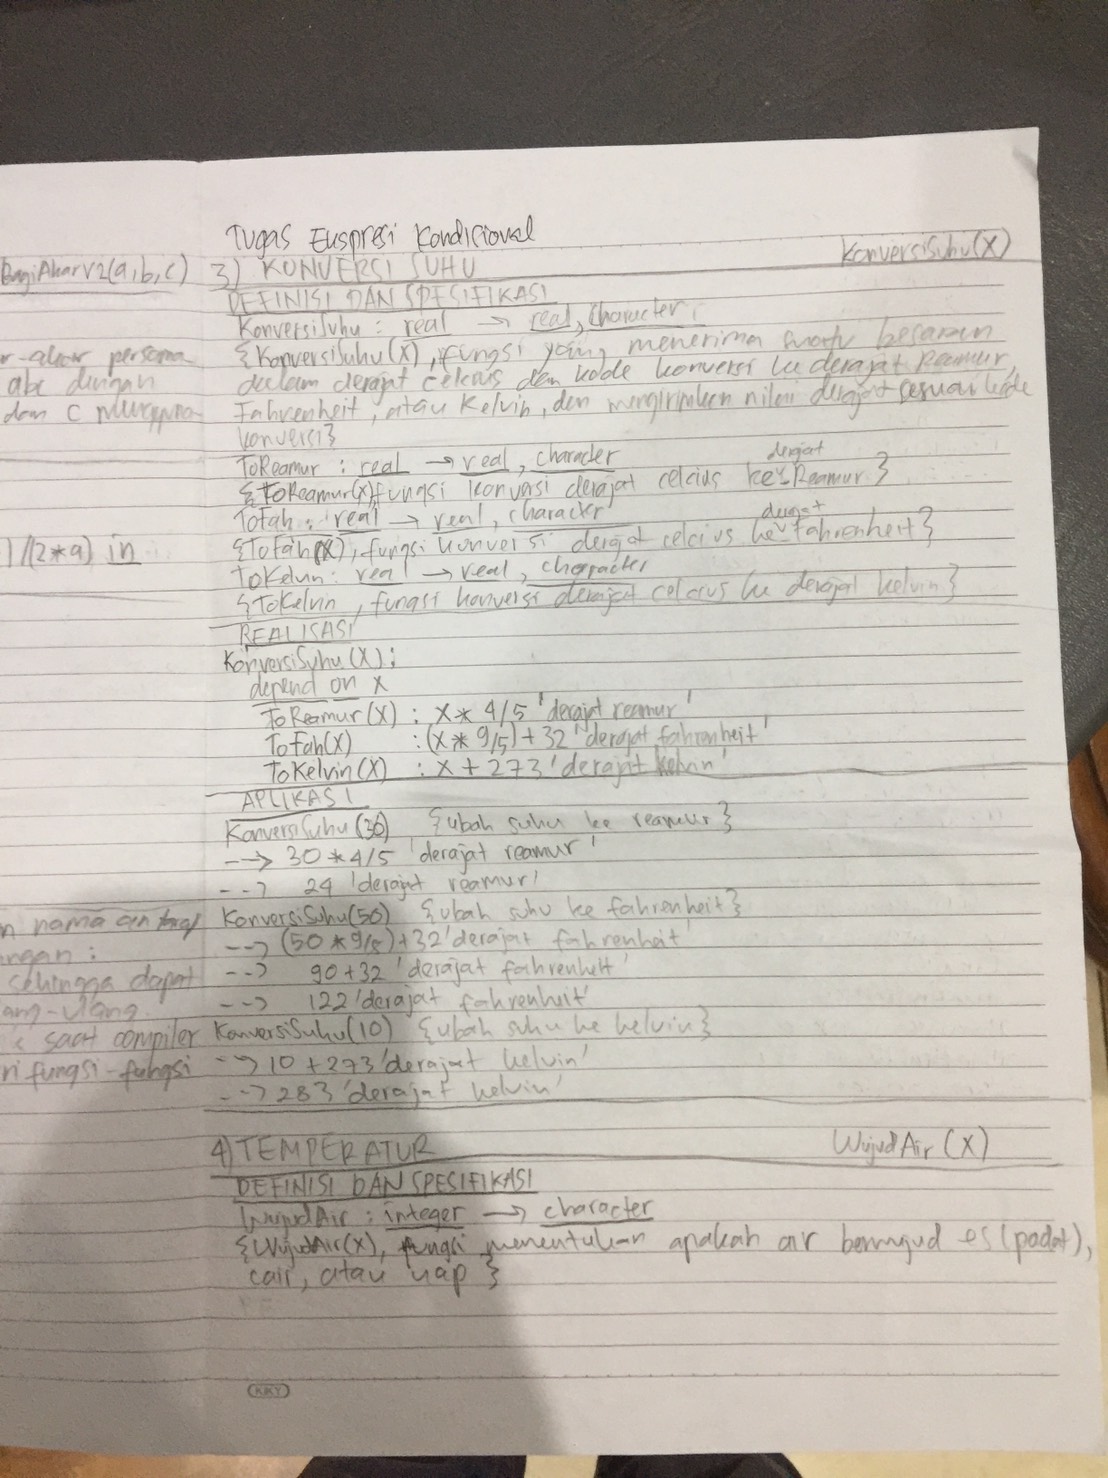 Tugas Ekspresi Kondisional
KonversiSuhu(X)
3) KONVERSI SUHU
DEFINISI DAN SPESIFIKASI
KonversiSuhu : real → real, character
{KonversiSuhu(X), fungsi yang menerima suatu besaran
dalam derajat celcius dan kode konversi ke derajat Reamur,
Fahrenheit, atau Kelvin, dan mengirimkan nilai derajat sesuai kode
konversi}
ToReamur : real → real, character
{ToReamur(X), fungsi konversi derajat celcius ke derajat Reamur}
ToFah : real → real, character
{ToFah(X), fungsi konversi derajat celcius ke derajat fahrenheit}
ToKelvin : real → real, character
{ToKelvin, fungsi konversi derajat celcius ke derajat kelvin}
REALISASI
KonversiSuhu(X) :
depend on X
ToReamur(X) : X * 4/5 'derajat reamur'
ToFah(X) : (X * 9/5) + 32 'derajat fahrenheit'
ToKelvin(X) : X + 273 'derajat kelvin'
APLIKASI
KonversiSuhu(30) {ubah suhu ke reamur}
--> 30 * 4/5 'derajat reamur'
--> 24 'derajat reamur'
KonversiSuhu(50) {ubah suhu ke fahrenheit}
--> (50 * 9/5) + 32 'derajat fahrenheit'
--> 90 + 32 'derajat fahrenheit'
--> 122 'derajat fahrenheit'
KonversiSuhu(10) {ubah suhu ke kelvin}
--> 10 + 273 'derajat kelvin'
--> 283 'derajat kelvin'
4) TEMPERATUR
WujudAir (X)
DEFINISI DAN SPESIFIKASI
WujudAir : integer → character
{WujudAir(X), fungsi menentukan apakah air berwujud es (padat),
cair, atau uap}
KKY
BagiAkarV2(a,b,c)
r-akar persama
abc dengan
dan c
) /(2*a) in
n nama
angan :
sehingga dapat
ang-ulang
saat compiler
ri fungsi-fungsi